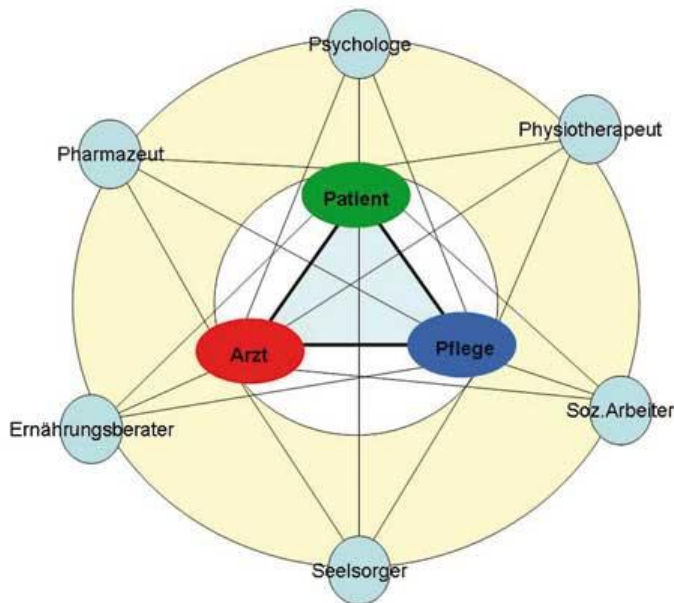 Psychologe
Physiotherapeut
Pharmazeut
Patient
Arzt
Pflege
Ernährungsberater
Soz.Arbeiter
Seelsorger